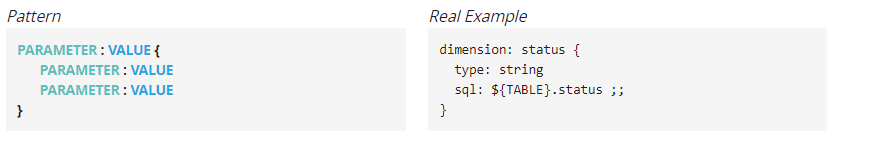 Pattern
PARAMETER : VALUE {
PARAMETER : VALUE
PARAMETER : VALUE
}
Real Example
dimension: status {
  type: string
  sql: ${TABLE}.status ;;
}